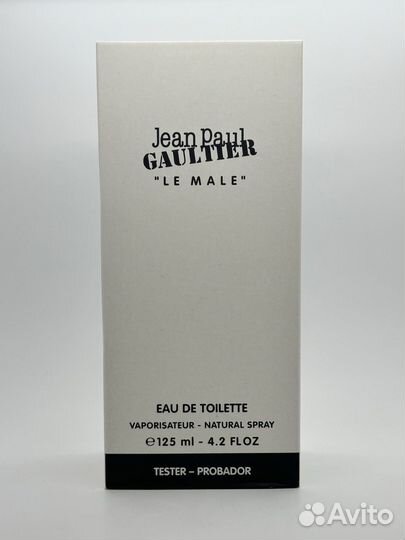 Jean Paul
GAULTIER
"LE MALE"
EAU DE TOILETTE
VAPORISATEUR - NATURAL SPRAY
℮125 ml - 4.2 FLOZ
TESTER – PROBADOR
Avito